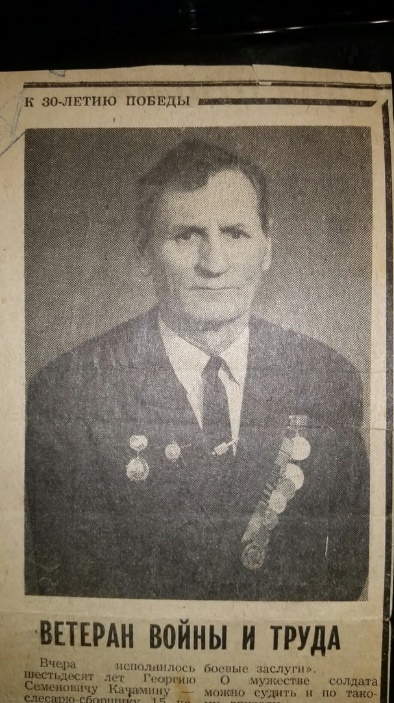 К 30-ЛЕТИЮ ПОБЕДЫ
ВЕТЕРАН ВОЙНЫ И ТРУДА
Вчера исполнилось
шестьдесят лет Георгию
Семеновичу Качамину —
слесарю-сборщику 15
боевые заслуги».
О мужестве солдата
можно судить и по тако-